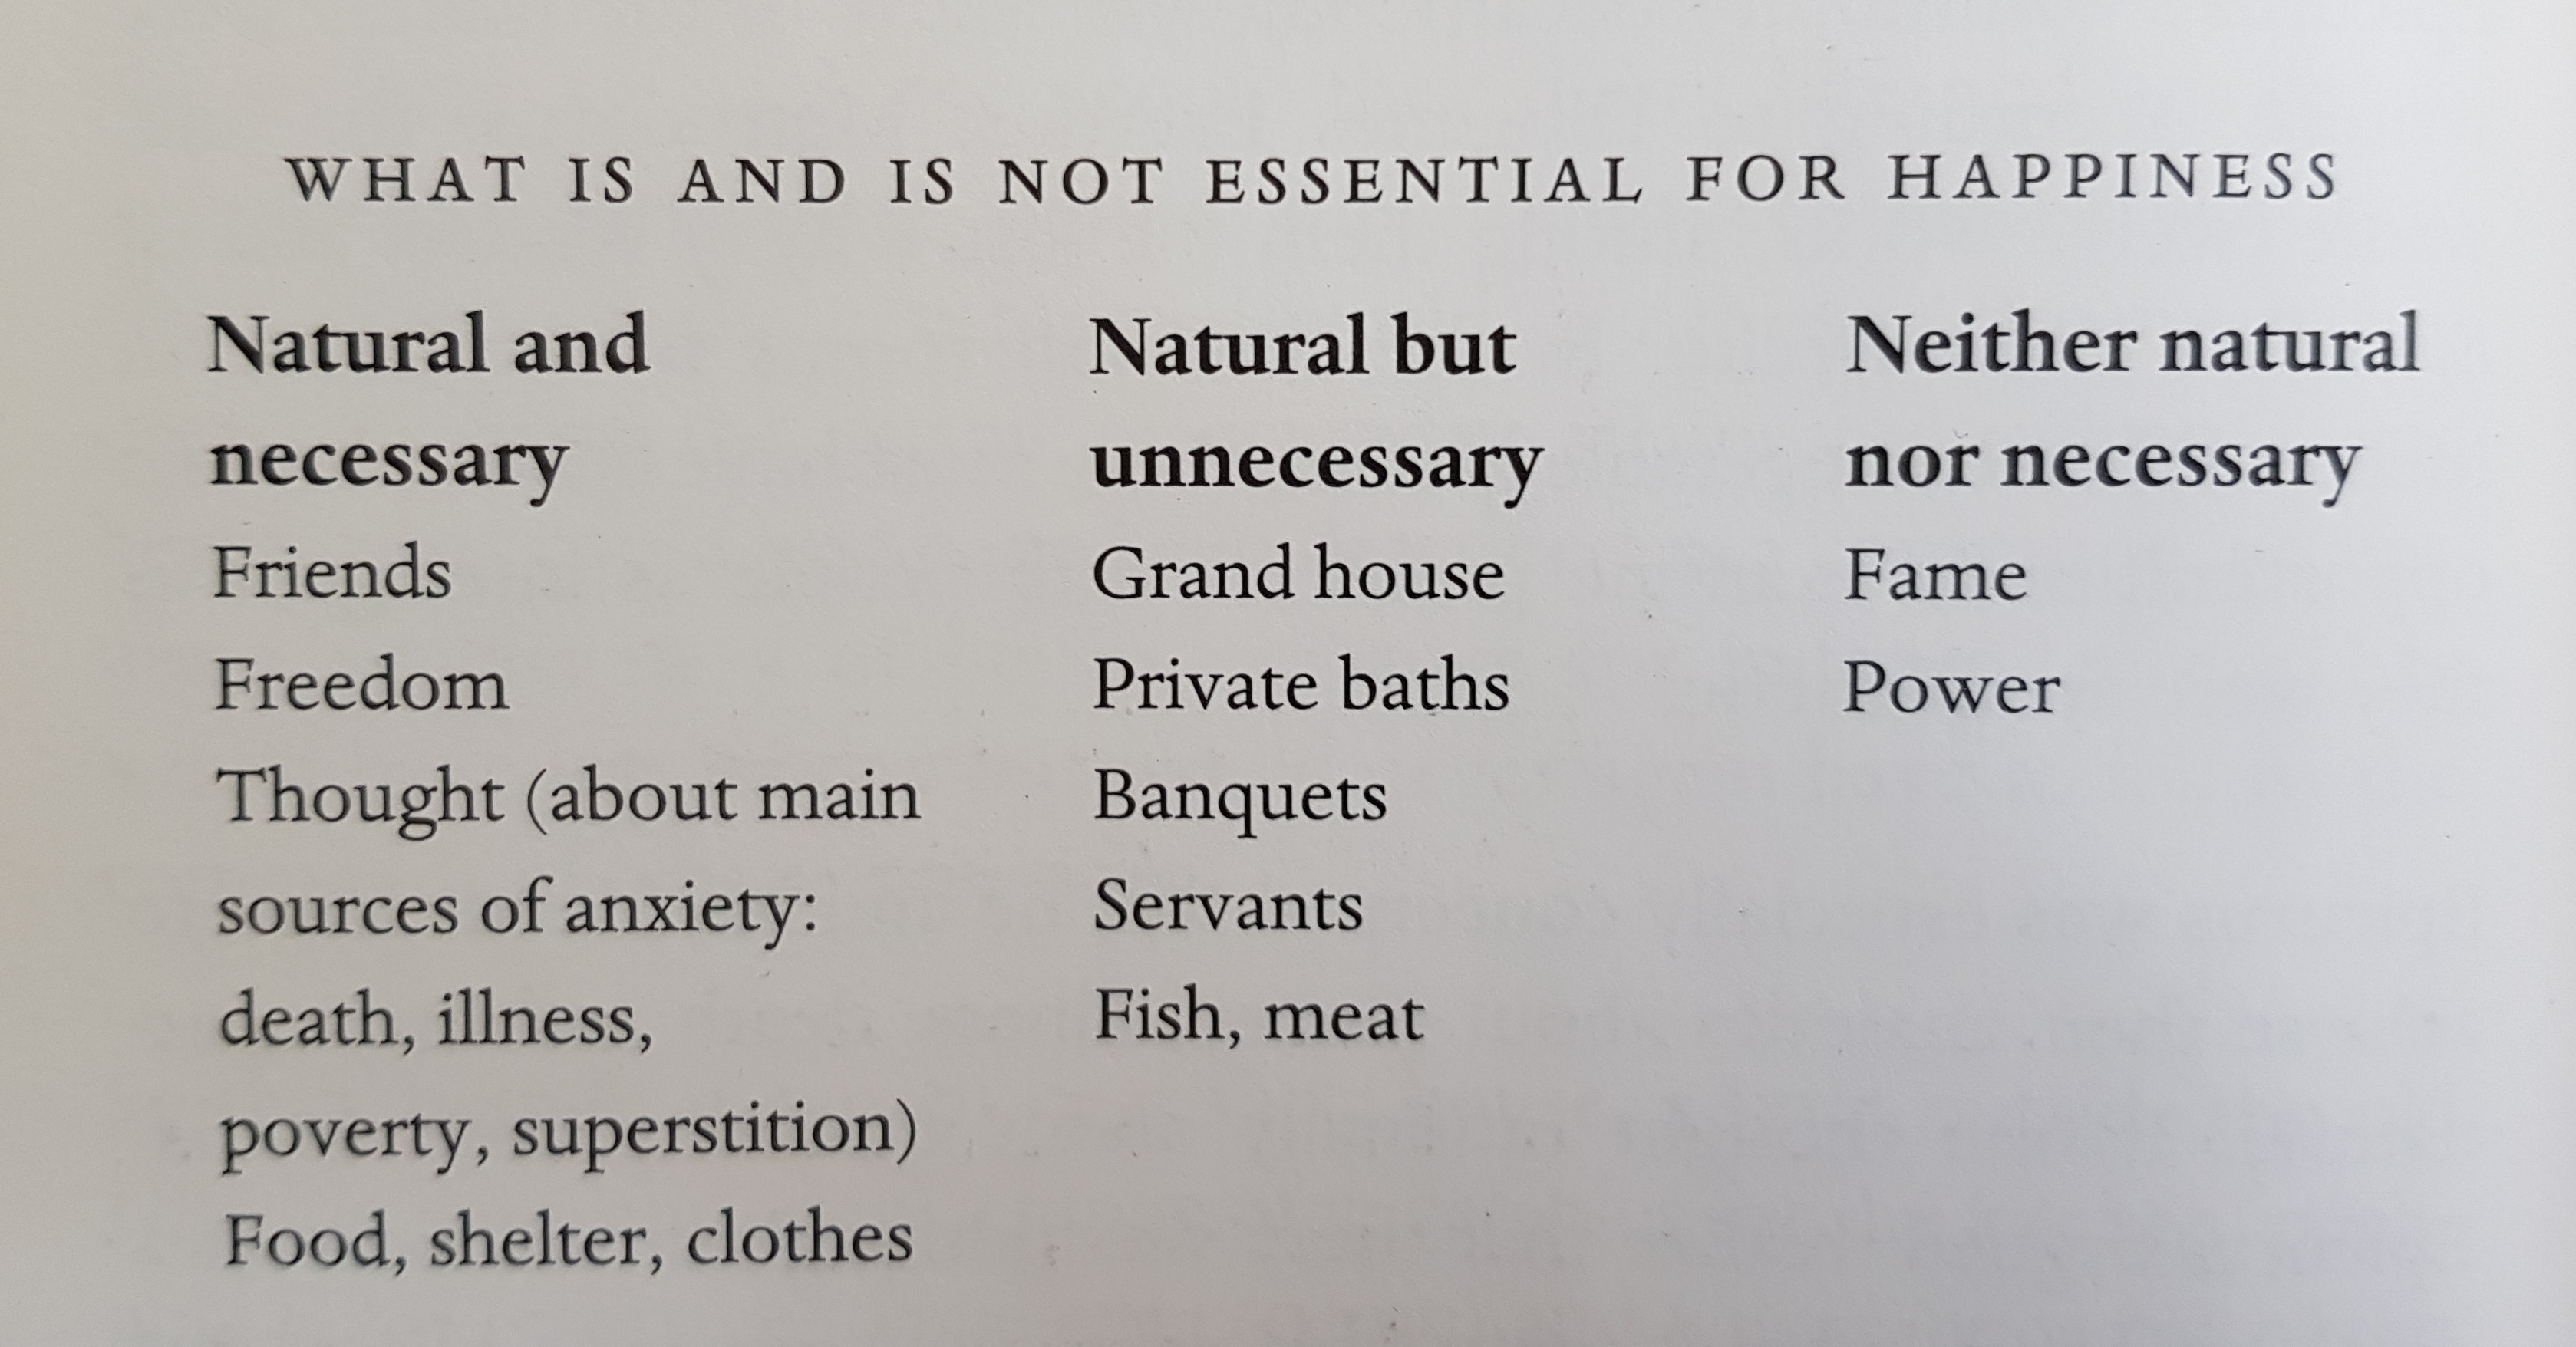 WHAT IS AND IS NOT ESSENTIAL FOR HAPPINESS
Natural and
necessary
Friends
Freedom
Thought (about main
sources of anxiety:
death, illness,
poverty, superstition)
Food, shelter, clothes
Natural but
unnecessary
Grand house
Private baths
Banquets
Servants
Fish, meat
Neither natural
nor necessary
Fame
Power